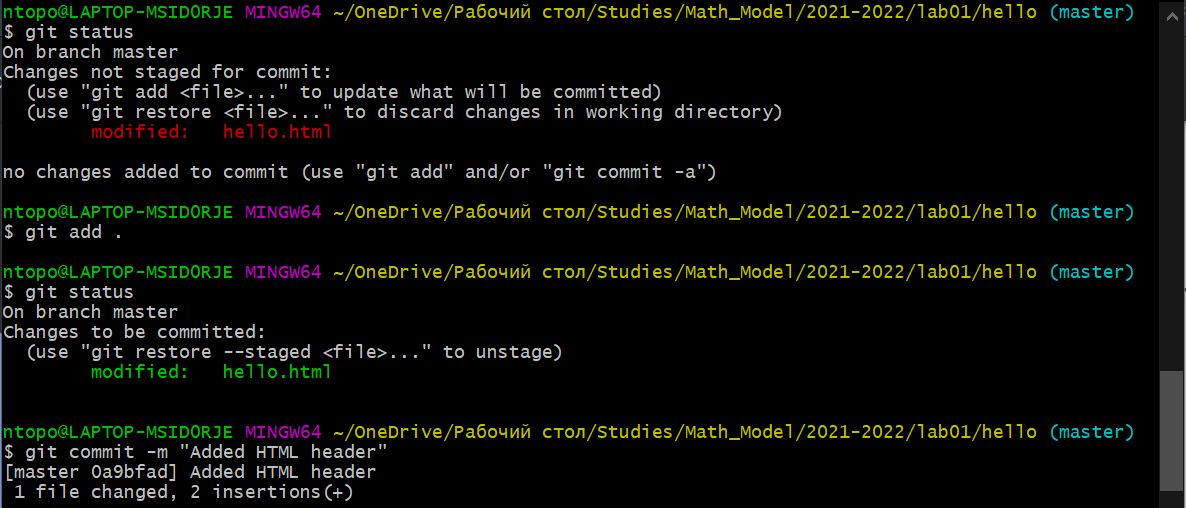 ntopo@LAPTOP-MSIDORJE MINGW64 ~/OneDrive/Рабочий стол/Studies/Math_Model/2021-2022/lab01/hello (master)
$ git status
On branch master
Changes not staged for commit:
  (use "git add <file>..." to update what will be committed)
  (use "git restore <file>..." to discard changes in working directory)
        modified:   hello.html

no changes added to commit (use "git add" and/or "git commit -a")

ntopo@LAPTOP-MSIDORJE MINGW64 ~/OneDrive/Рабочий стол/Studies/Math_Model/2021-2022/lab01/hello (master)
$ git add .

ntopo@LAPTOP-MSIDORJE MINGW64 ~/OneDrive/Рабочий стол/Studies/Math_Model/2021-2022/lab01/hello (master)
$ git status
On branch master
Changes to be committed:
  (use "git restore --staged <file>..." to unstage)
        modified:   hello.html

ntopo@LAPTOP-MSIDORJE MINGW64 ~/OneDrive/Рабочий стол/Studies/Math_Model/2021-2022/lab01/hello (master)
$ git commit -m "Added HTML header"
[master 0a9bfad] Added HTML header
 1 file changed, 2 insertions(+)